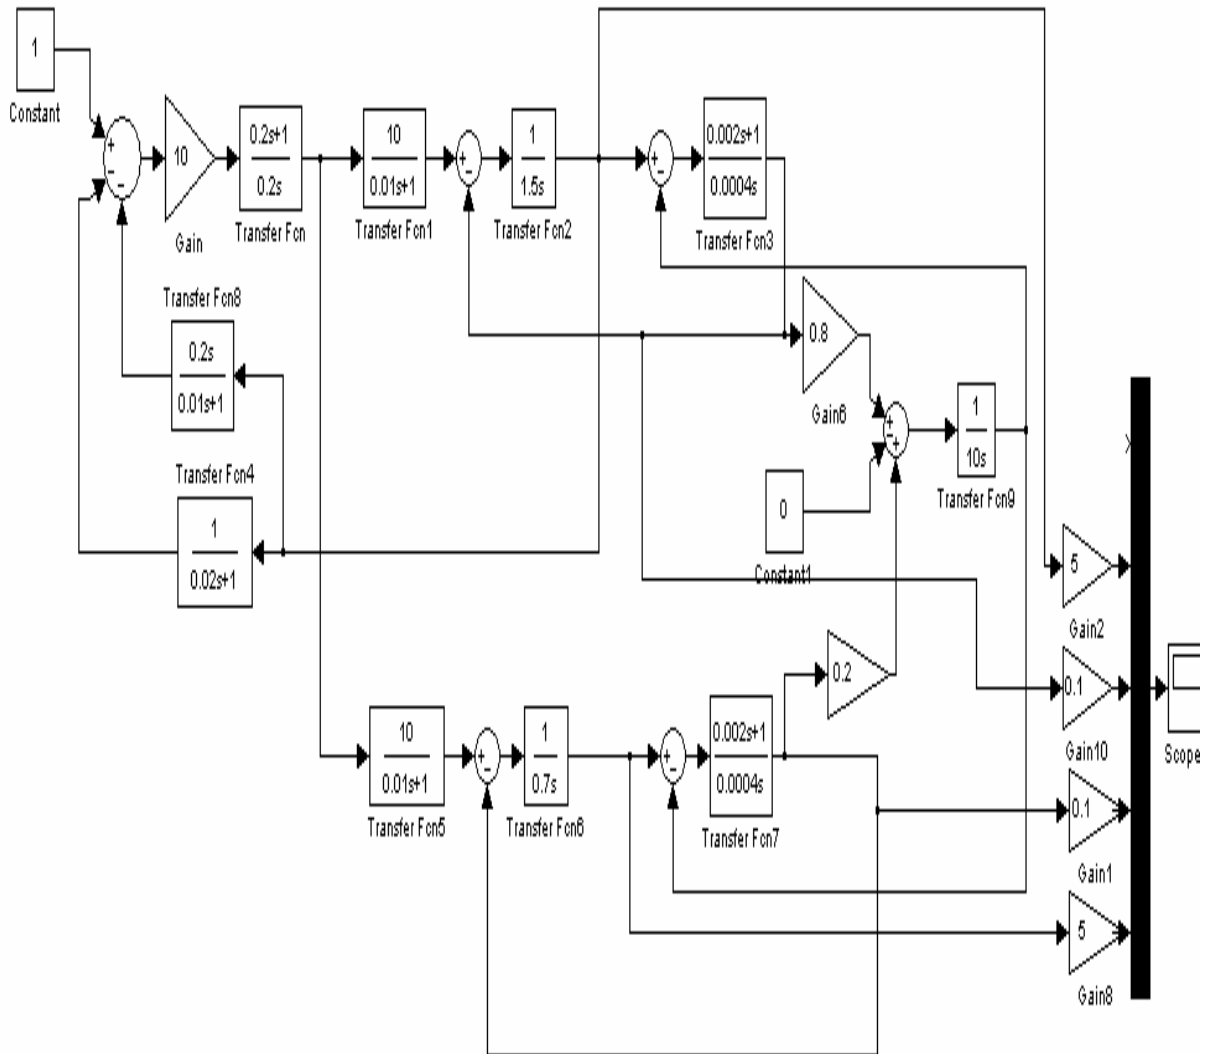 1
Constant
+
−
−
10
Gain
0.2s+1
0.2s
Transfer Fcn
10
0.01s+1
Transfer Fcn1
+
−
1
1.5s
Transfer Fcn2
+
−
0.002s+1
0.0004s
Transfer Fcn3
Transfer Fcn8
0.2s
0.01s+1
Transfer Fcn4
1
0.02s+1
0.8
Gain6
+
−
+
1
10s
Transfer Fcn9
0
Constant1
5
Gain2
0.1
Gain10
0.2
10
0.01s+1
Transfer Fcn5
+
−
1
0.7s
Transfer Fcn6
+
−
0.002s+1
0.0004s
Transfer Fcn7
0.1
Gain1
5
Gain8
Scope